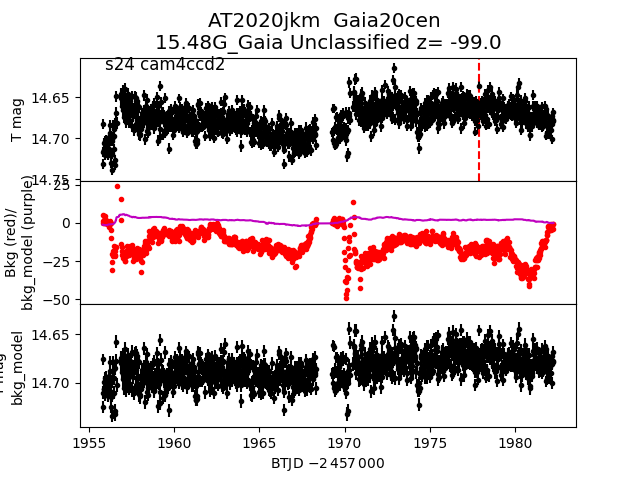 AT2020jkm  Gaia20cen
15.48G_Gaia Unclassified z= -99.0
s24 cam4ccd2
T mag
14.65
14.70
14.75
Bkg (red)/
bkg_model (purple)
25
0
−25
−50
bkg_model
14.65
14.70
1955 1960 1965 1970 1975 1980
BTJD −2 457 000